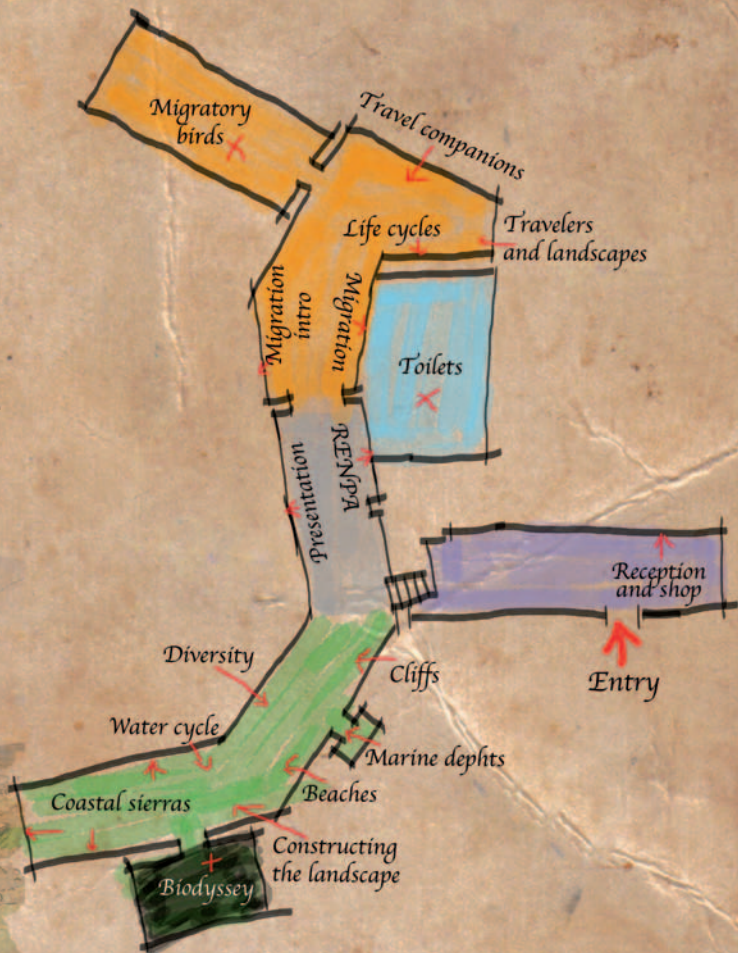 Migratory
birds
Travel companions
Life cycles
Travelers
and landscapes
Migration
intro
Migration
Toilets
RENPA
Presentation
Reception
and shop
Entry
Diversity
Cliffs
Water cycle
Marine dephts
Beaches
Coastal sierras
Constructing
the landscape
Biodyssey